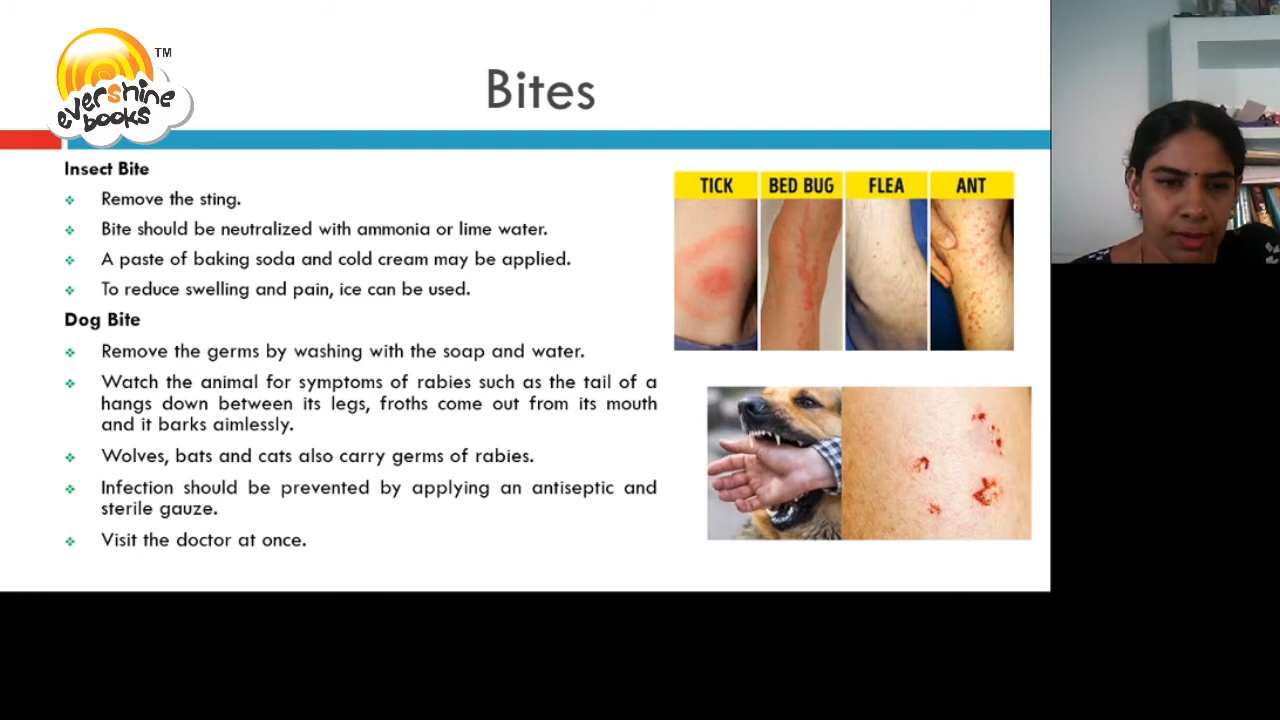 evershine
books
TM
Bites
Insect Bite
Remove the sting.
Bite should be neutralized with ammonia or lime water.
A paste of baking soda and cold cream may be applied.
To reduce swelling and pain, ice can be used.
Dog Bite
Remove the germs by washing with the soap and water.
Watch the animal for symptoms of rabies such as the tail of a
hangs down between its legs, froths come out from its mouth
and it barks aimlessly.
Wolves, bats and cats also carry germs of rabies.
Infection should be prevented by applying an antiseptic and
sterile gauze.
Visit the doctor at once.
TICK BED BUG FLEA ANT